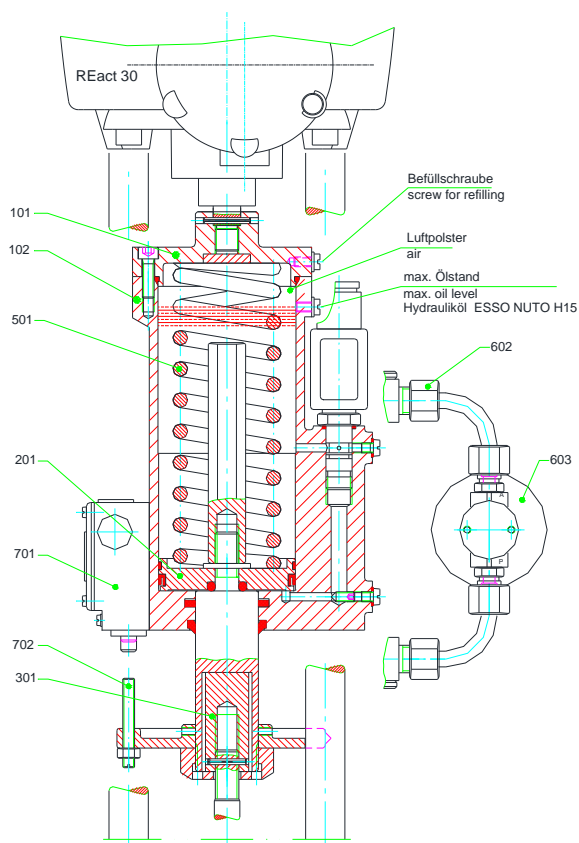 REact 30
Befüllschraube
screw for refilling
101
102
Luftpolster
air
max. Ölstand
max. oil level
Hydrauliköl ESSO NUTO H15
501
602
201
603
701
A
P
702
301